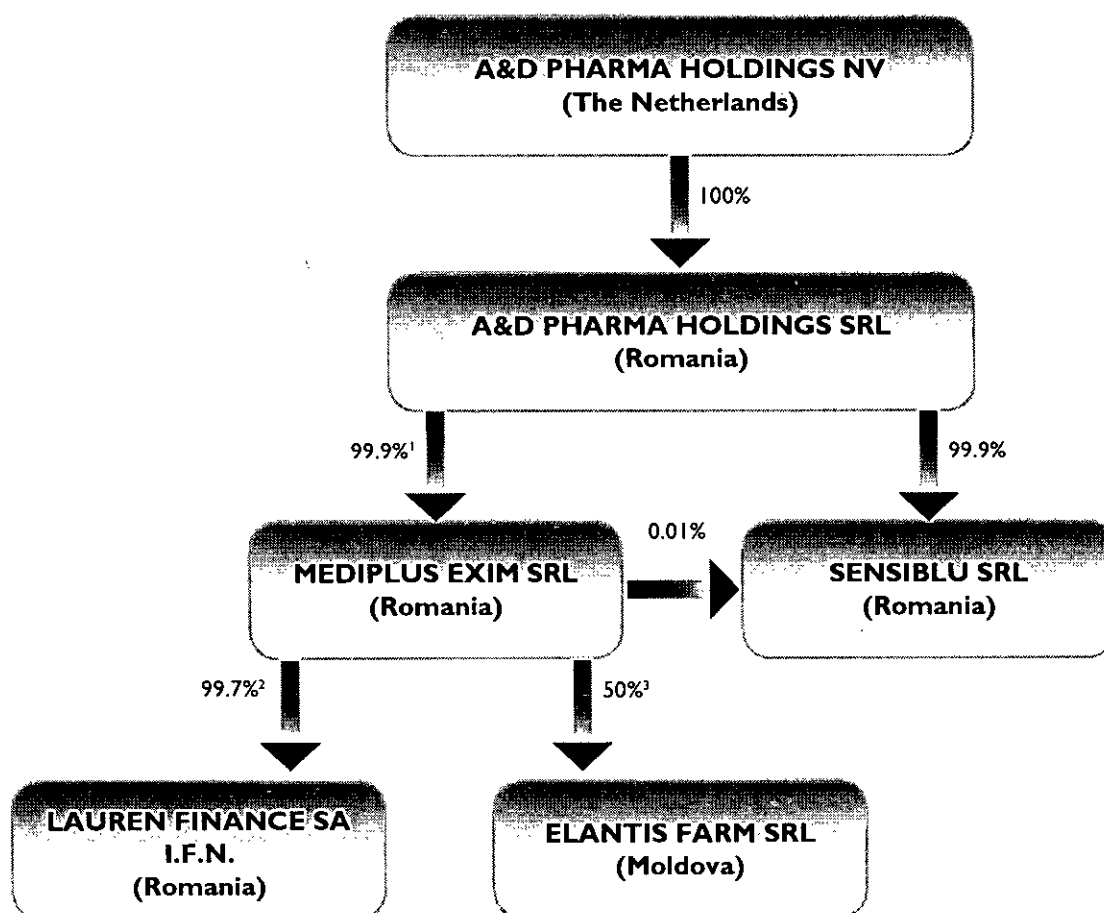 A&D PHARMA HOLDINGS NV
(The Netherlands)
100%
A&D PHARMA HOLDINGS SRL
(Romania)
99.9%¹
99.9%
MEDIPLUS EXIM SRL
(Romania)
0.01%
SENSIBLU SRL
(Romania)
99.7%²
50%³
LAUREN FINANCE SA
I.F.N.
(Romania)
ELANTIS FARM SRL
(Moldova)